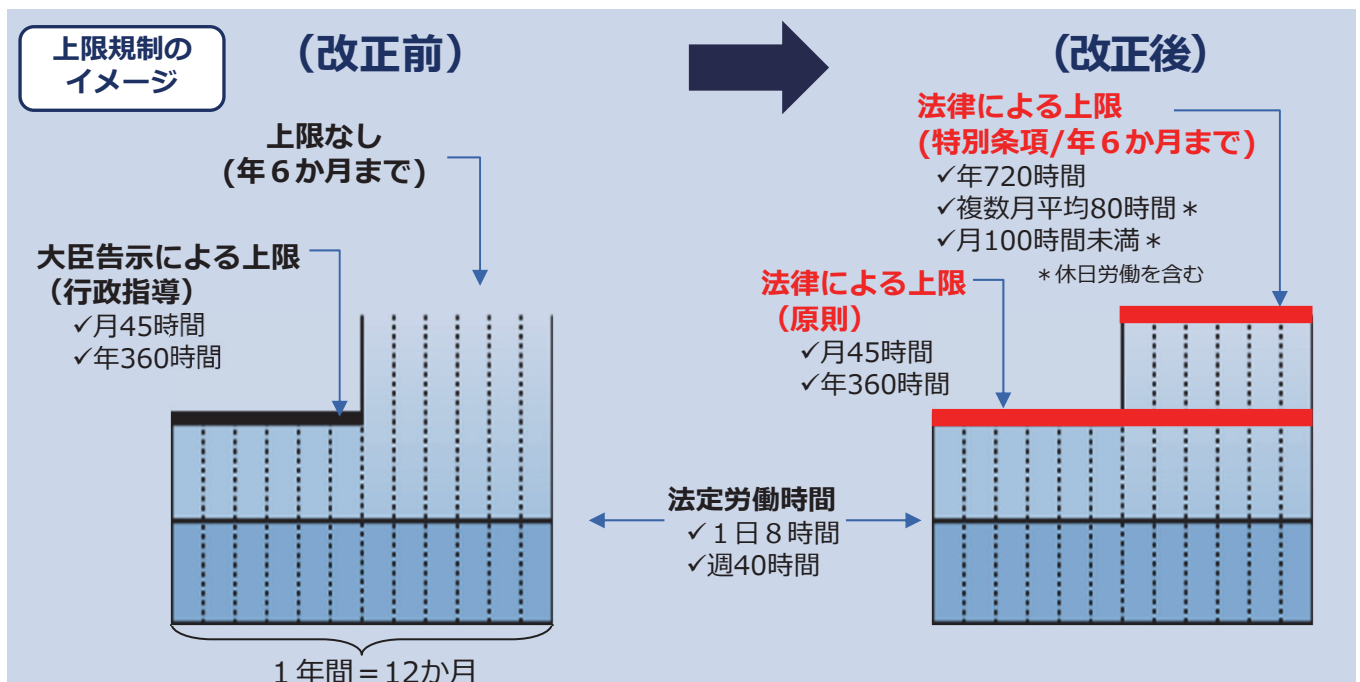 上限規制の
イメージ
（改正前）
（改正後）
上限なし
(年６か月まで)
大臣告示による上限
（行政指導）
✓月45時間
✓年360時間
法律による上限
(特別条項/年６か月まで)
✓年720時間
✓複数月平均80時間＊
✓月100時間未満＊
＊休日労働を含む
法律による上限
（原則）
✓月45時間
✓年360時間
法定労働時間
✓１日８時間
✓週40時間
１年間＝12か月